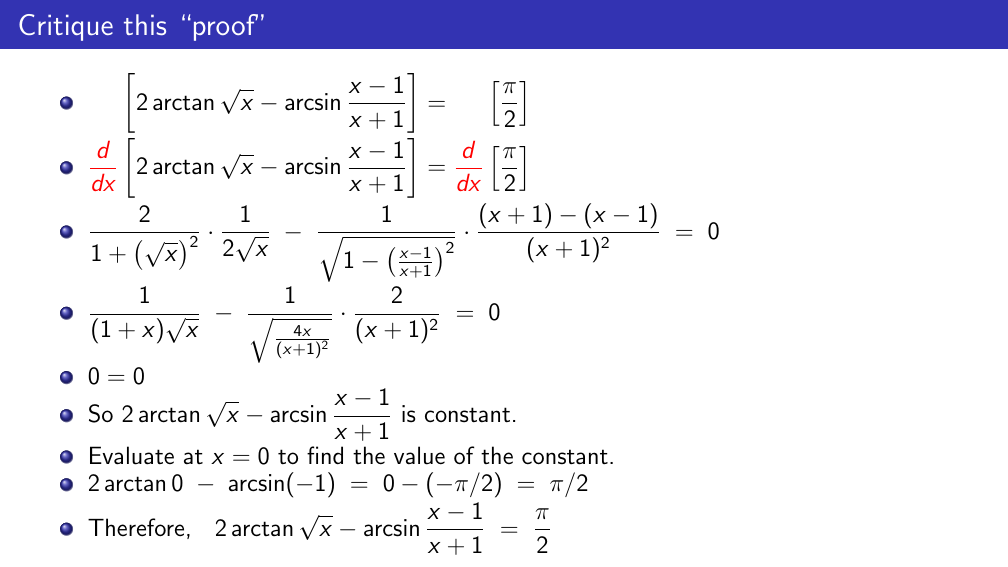 Critique this “proof”
[2 arctan √x − arcsin (x − 1)/(x + 1)] = [π/2]
d/dx [2 arctan √x − arcsin (x − 1)/(x + 1)] = d/dx [π/2]
2/(1 + (√x)²) · 1/(2√x) − 1/√(1 − ((x−1)/(x+1))²) · ((x + 1) − (x − 1))/(x + 1)² = 0
1/((1 + x)√x) − 1/√(4x/(x+1)²) · 2/(x + 1)² = 0
0 = 0
So 2 arctan √x − arcsin (x − 1)/(x + 1) is constant.
Evaluate at x = 0 to find the value of the constant.
2 arctan 0 − arcsin(−1) = 0 − (−π/2) = π/2
Therefore, 2 arctan √x − arcsin (x − 1)/(x + 1) = π/2